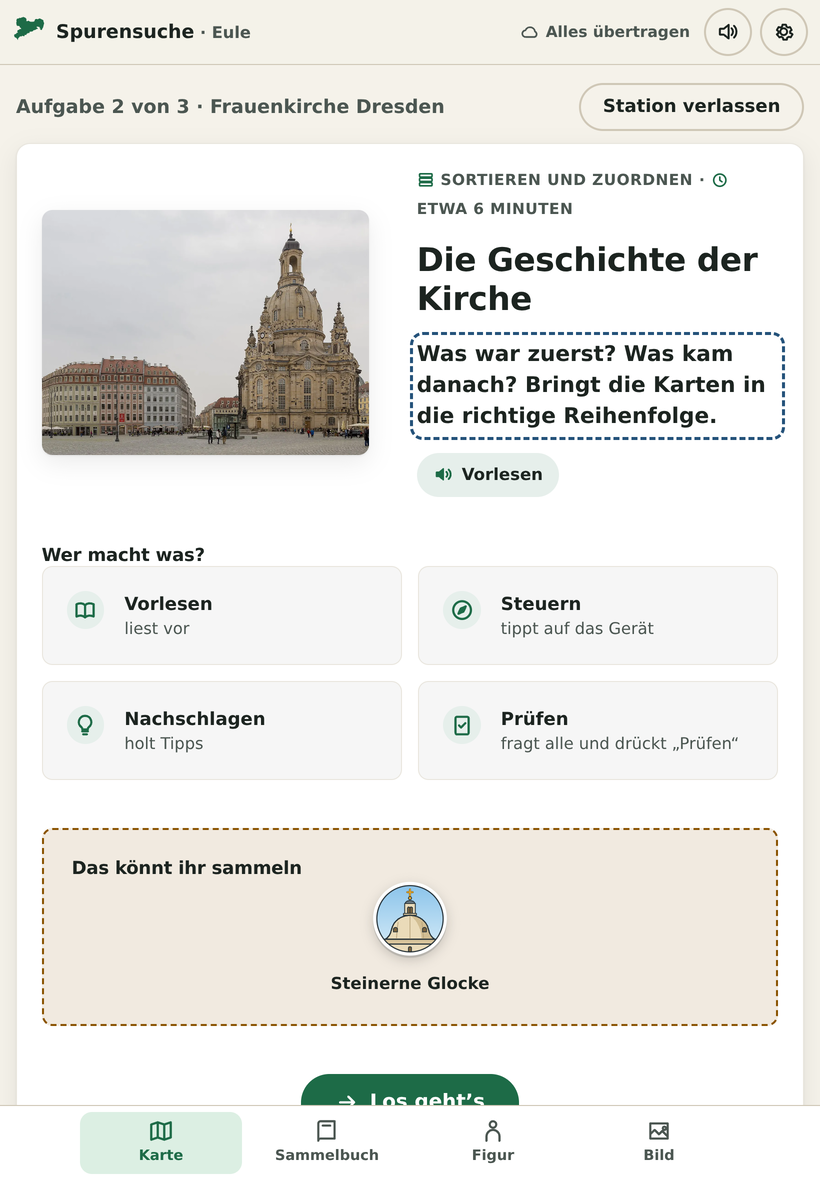 Spurensuche · Eule
Alles übertragen
Aufgabe 2 von 3 · Frauenkirche Dresden
Station verlassen
SORTIEREN UND ZUORDNEN ·
ETWA 6 MINUTEN
Die Geschichte der
Kirche
Was war zuerst? Was kam
danach? Bringt die Karten in
die richtige Reihenfolge.
Vorlesen
Wer macht was?
Vorlesen
liest vor
Steuern
tippt auf das Gerät
Nachschlagen
holt Tipps
Prüfen
fragt alle und drückt „Prüfen“
Das könnt ihr sammeln
Steinerne Glocke
Los geht’s
Karte
Sammelbuch
Figur
Bild